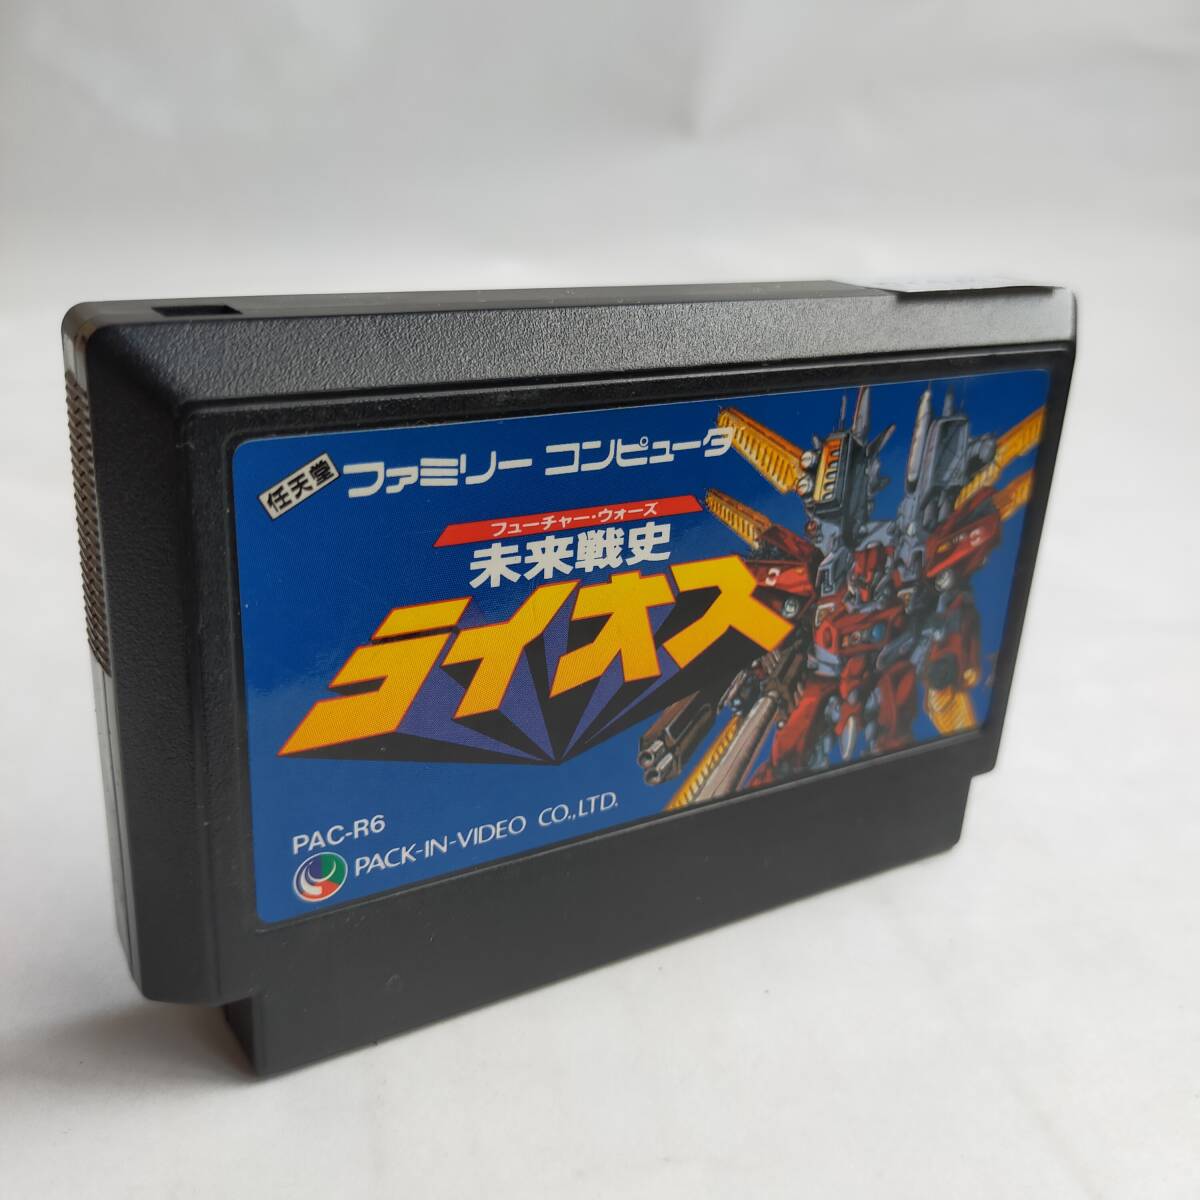 任天堂 ファミリー コンピュータ
フューチャー・ウォーズ
未来戦史
ライオス
PAC-R6
PACK-IN-VIDEO CO.,LTD.